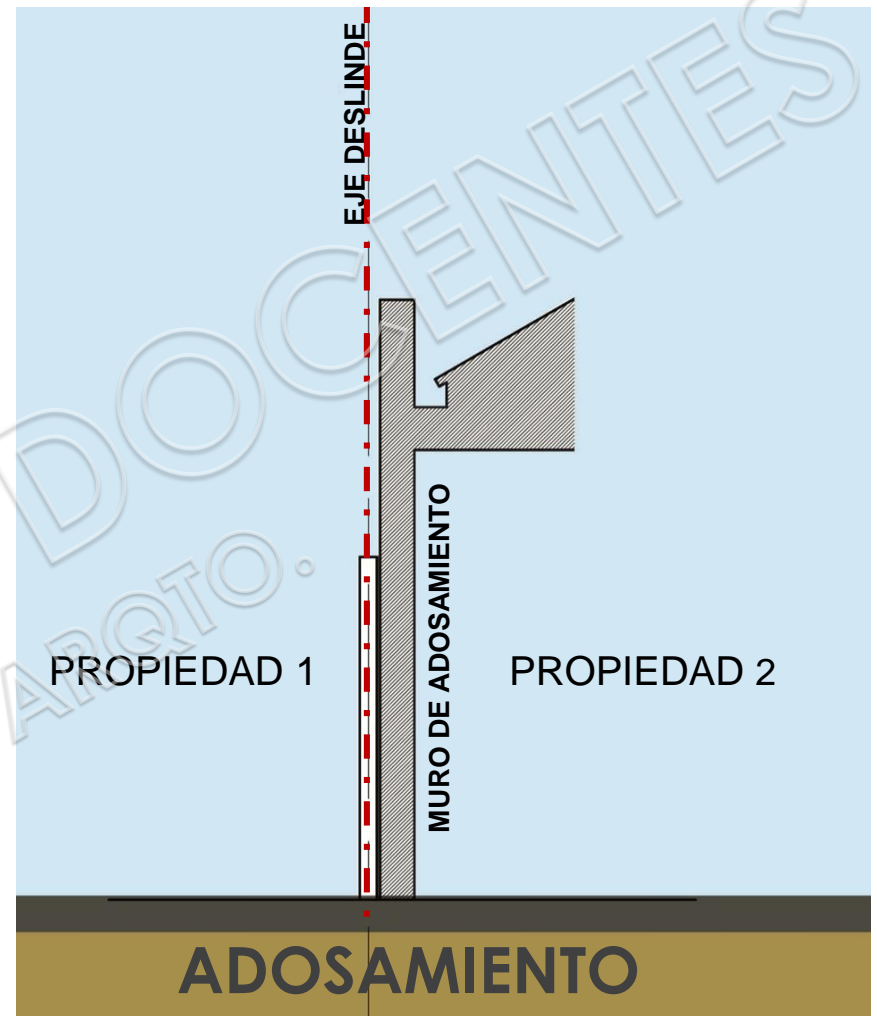 EJE DESLINDE
DOCENTES
ARQTO.
PROPIEDAD 1
MURO DE ADOSAMIENTO
PROPIEDAD 2
ADOSAMIENTO